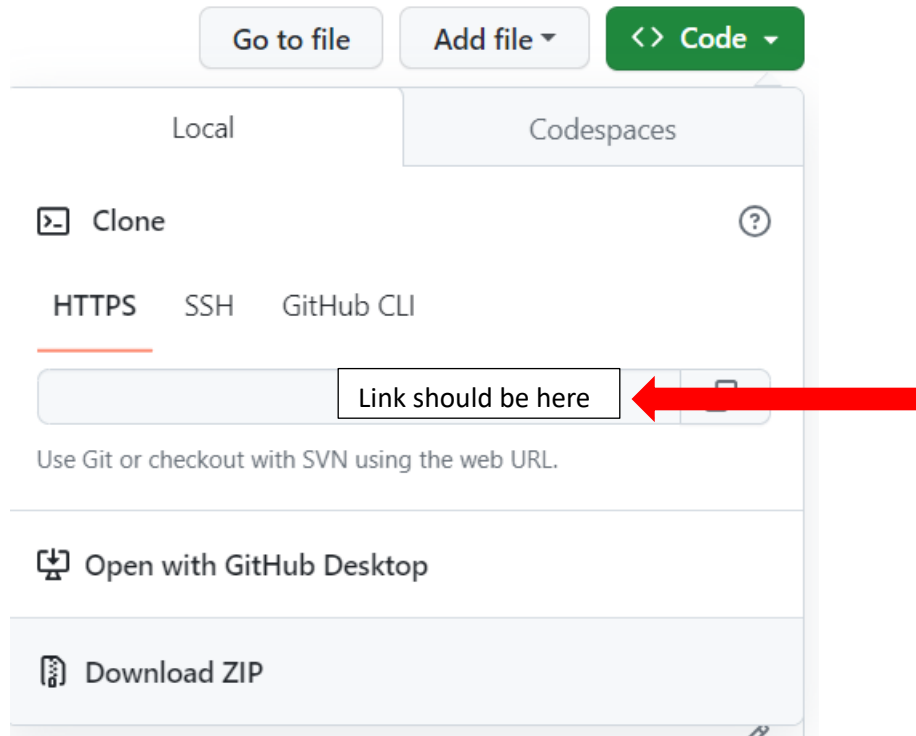 Go to file Add file <> Code
Local Codespaces
Clone
HTTPS SSH GitHub CLI
Link should be here
Use Git or checkout with SVN using the web URL.
Open with GitHub Desktop
Download ZIP